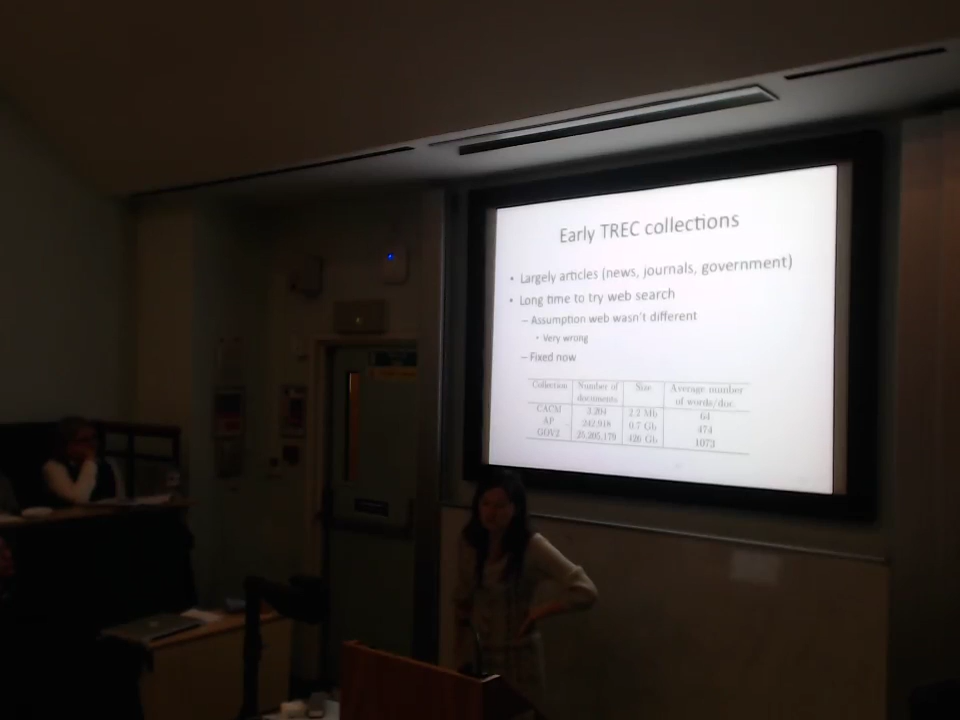 Early TREC collections
• Largely articles (news, journals, government)
• Long time to try web search
– Assumption web wasn't different
• Very wrong
– Fixed now
Collection Number of documents Size Average number of words/doc.
CACM 3,204 2.2 Mb 64
AP 242,918 0.7 Gb 474
GOV2 25,205,179 426 Gb 1073